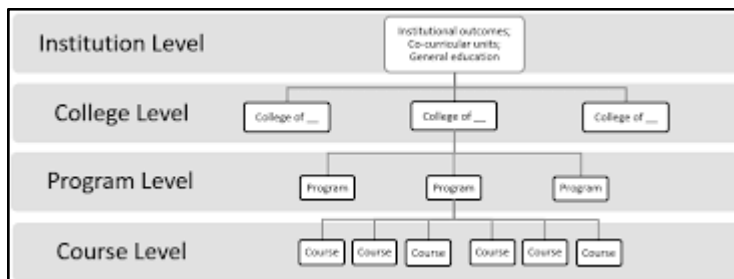 Institution Level
Institutional outcomes;
Co-curricular units;
General education
College Level
College of __
College of __
College of __
Program Level
Program
Program
Program
Course Level
Course
Course
Course
Course
Course
Course